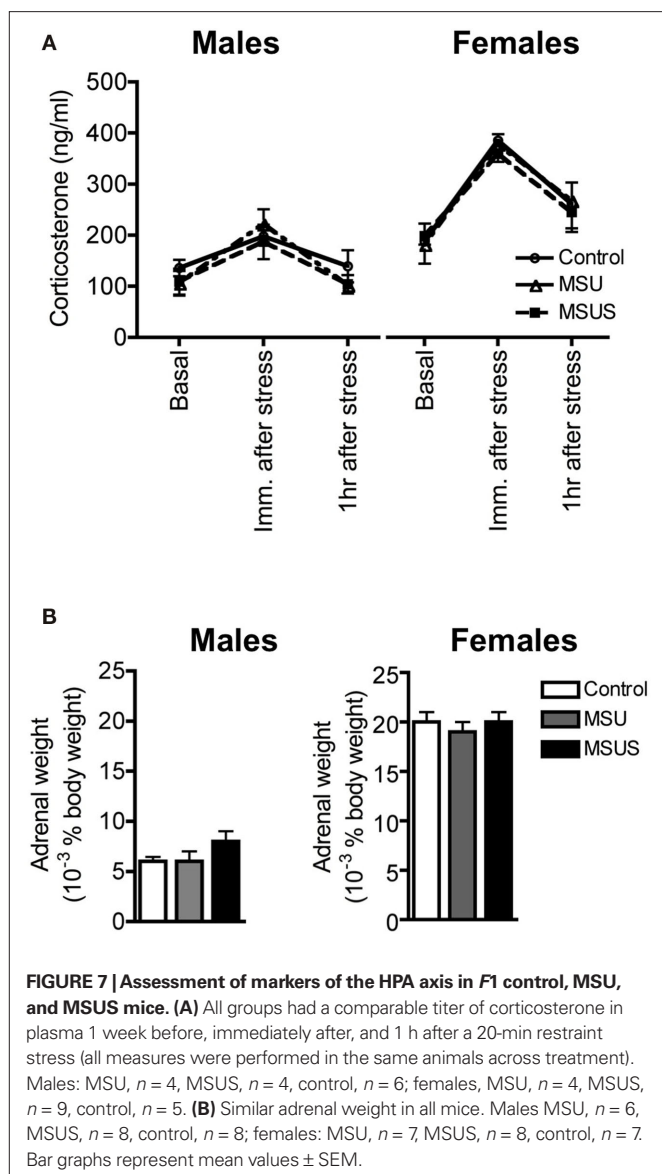 A
Males
Females
Corticosterone (ng/ml)
500
400
300
200
100
0
Control
MSU
MSUS
Basal
Imm. after stress
1hr after stress
Basal
Imm. after stress
1hr after stress
B
Males
Females
Adrenal weight
(10⁻³ % body weight)
25
20
15
10
5
0
Adrenal weight
(10⁻³ % body weight)
25
20
15
10
5
0
Control
MSU
MSUS
FIGURE 7 | Assessment of markers of the HPA axis in F1 control, MSU,
and MSUS mice. (A) All groups had a comparable titer of corticosterone in
plasma 1 week before, immediately after, and 1 h after a 20-min restraint
stress (all measures were performed in the same animals across treatment).
Males: MSU, n = 4, MSUS, n = 4, control, n = 6; females, MSU, n = 4, MSUS,
n = 9, control, n = 5. (B) Similar adrenal weight in all mice. Males MSU, n = 6,
MSUS, n = 8, control, n = 8; females: MSU, n = 7, MSUS, n = 8, control, n = 7.
Bar graphs represent mean values ± SEM.